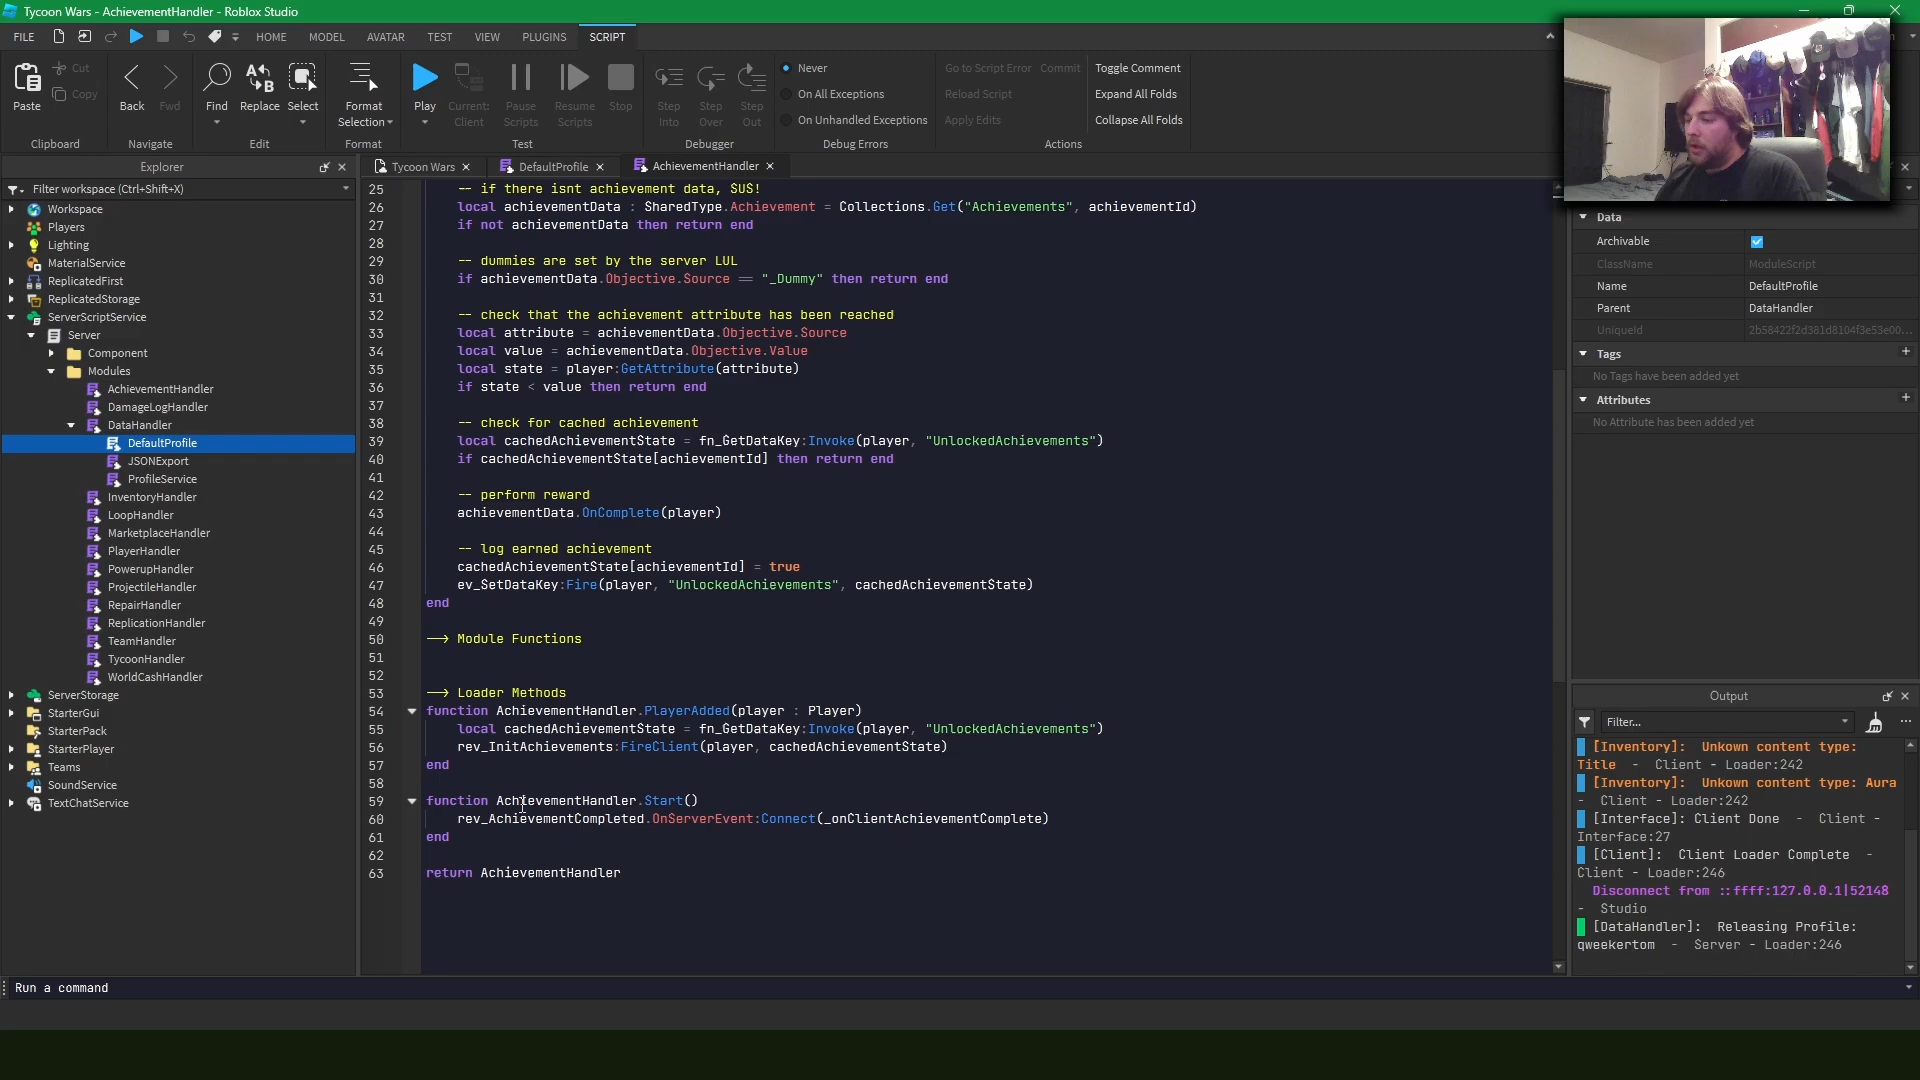 Tycoon Wars - AchievementHandler - Roblox Studio
FILE HOME MODEL AVATAR TEST VIEW PLUGINS SCRIPT
Paste Cut Copy
Back Fwd
Find Replace Select
Format Selection
Play Current: Client Pause Scripts Resume Scripts Stop
Step Into Step Over Step Out
Never
On All Exceptions
On Unhandled Exceptions
Go to Script Error Commit
Reload Script
Apply Edits
Toggle Comment
Expand All Folds
Collapse All Folds
Clipboard Navigate Edit Format Test Debugger Debug Errors Actions
Explorer
Filter workspace (Ctrl+Shift+X)
Workspace
Players
Lighting
MaterialService
ReplicatedFirst
ReplicatedStorage
ServerScriptService
Server
Component
Modules
AchievementHandler
DamageLogHandler
DataHandler
DefaultProfile
JSONExport
ProfileService
InventoryHandler
LoopHandler
MarketplaceHandler
PlayerHandler
PowerupHandler
ProjectileHandler
RepairHandler
ReplicationHandler
TeamHandler
TycoonHandler
WorldCashHandler
ServerStorage
StarterGui
StarterPack
StarterPlayer
Teams
SoundService
TextChatService
Tycoon Wars DefaultProfile AchievementHandler
25 -- if there isnt achievement data, SUS!
26 local achievementData : SharedType.Achievement = Collections.Get("Achievements", achievementId)
27 if not achievementData then return end
28
29 -- dummies are set by the server LUL
30 if achievementData.Objective.Source == "_Dummy" then return end
31
32 -- check that the achievement attribute has been reached
33 local attribute = achievementData.Objective.Source
34 local value = achievementData.Objective.Value
35 local state = player:GetAttribute(attribute)
36 if state < value then return end
37
38 -- check for cached achievement
39 local cachedAchievementState = fn_GetDataKey:Invoke(player, "UnlockedAchievements")
40 if cachedAchievementState[achievementId] then return end
41
42 -- perform reward
43 achievementData.OnComplete(player)
44
45 -- log earned achievement
46 cachedAchievementState[achievementId] = true
47 ev_SetDataKey:Fire(player, "UnlockedAchievements", cachedAchievementState)
48 end
49
50 --> Module Functions
51
52
53 --> Loader Methods
54 function AchievementHandler.PlayerAdded(player : Player)
55 local cachedAchievementState = fn_GetDataKey:Invoke(player, "UnlockedAchievements")
56 rev_InitAchievements:FireClient(player, cachedAchievementState)
57 end
58
59 function AchievementHandler.Start()
60 rev_AchievementCompleted.OnServerEvent:Connect(_onClientAchievementComplete)
61 end
62
63 return AchievementHandler
Data
Archivable
ClassName ModuleScript
Name DefaultProfile
Parent DataHandler
UniqueId 2b58422f2d381d8104f3e53e00...
Tags
No Tags have been added yet
Attributes
No Attribute has been added yet
Output
Filter...
[Inventory]: Unkown content type:
Title - Client - Loader:242
[Inventory]: Unkown content type: Aura
- Client - Loader:242
[Interface]: Client Done - Client -
Interface:27
[Client]: Client Loader Complete -
Client - Loader:246
Disconnect from ::ffff:127.0.0.1|52148
- Studio
[DataHandler]: Releasing Profile:
qweekertom - Server - Loader:246
Run a command